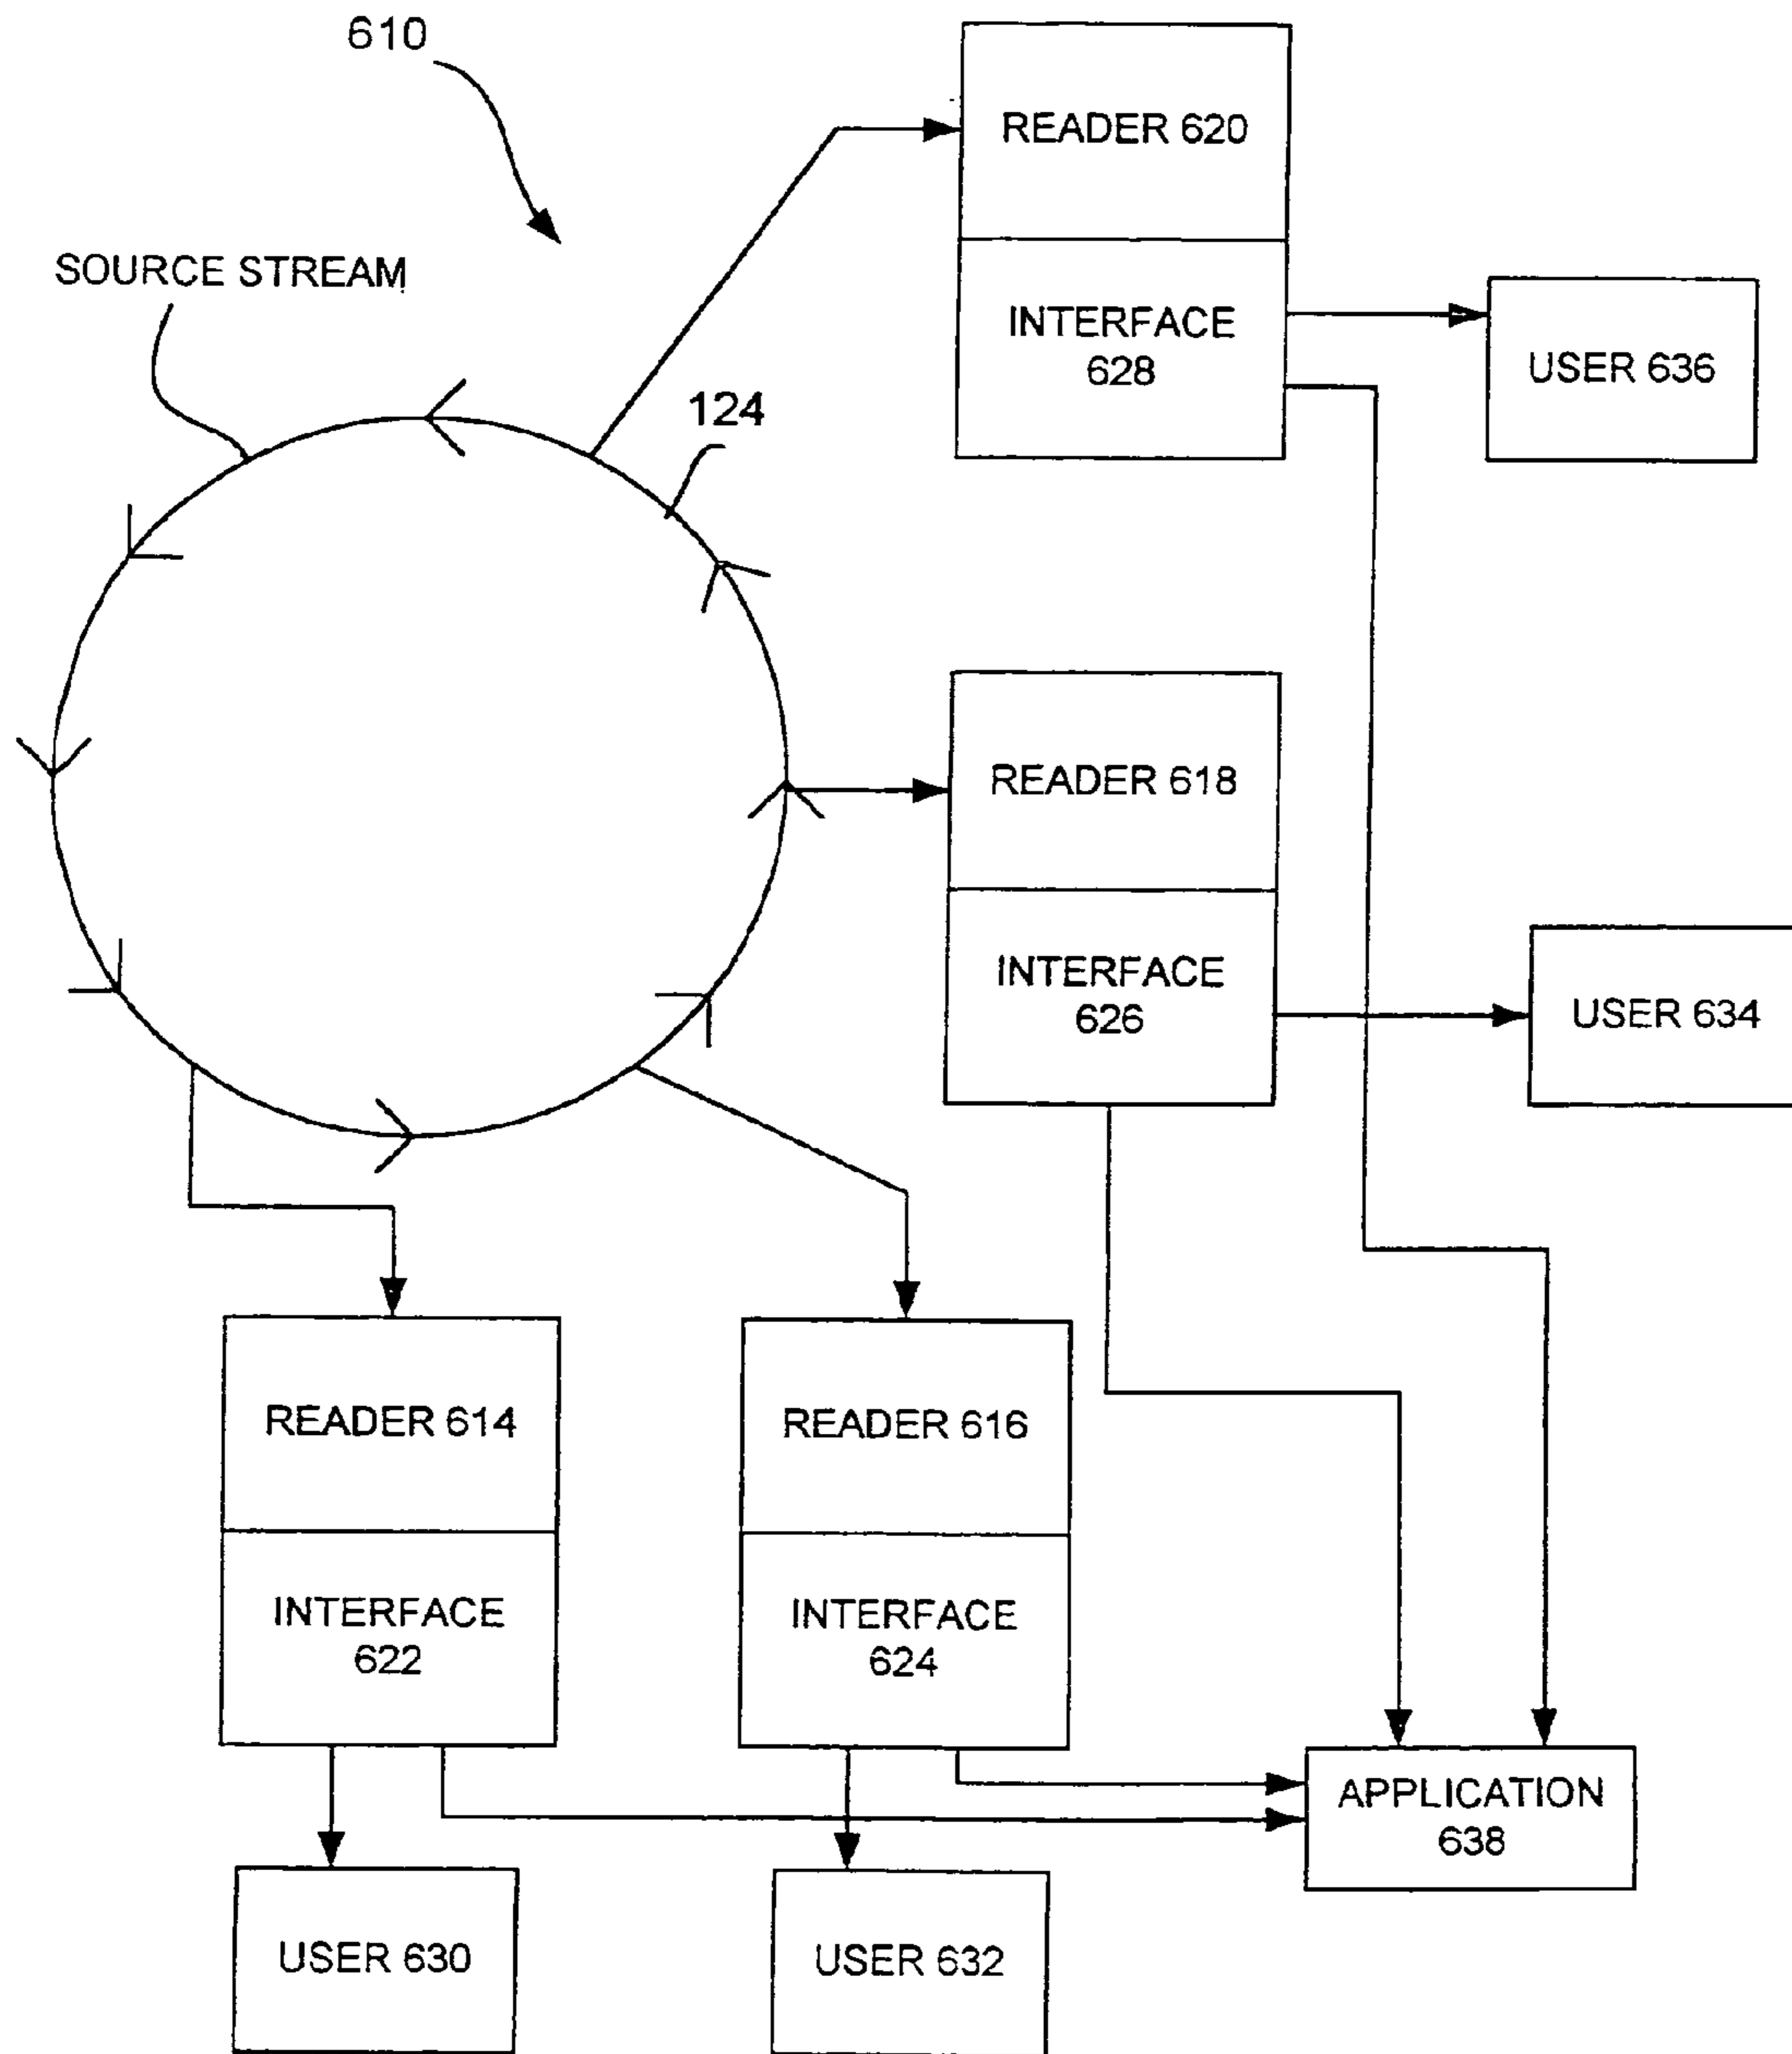 610
READER 620
SOURCE STREAM
INTERFACE
628
USER 636
124
READER 618
INTERFACE
626
USER 634
READER 614
READER 616
INTERFACE
622
INTERFACE
624
APPLICATION
638
USER 630
USER 632